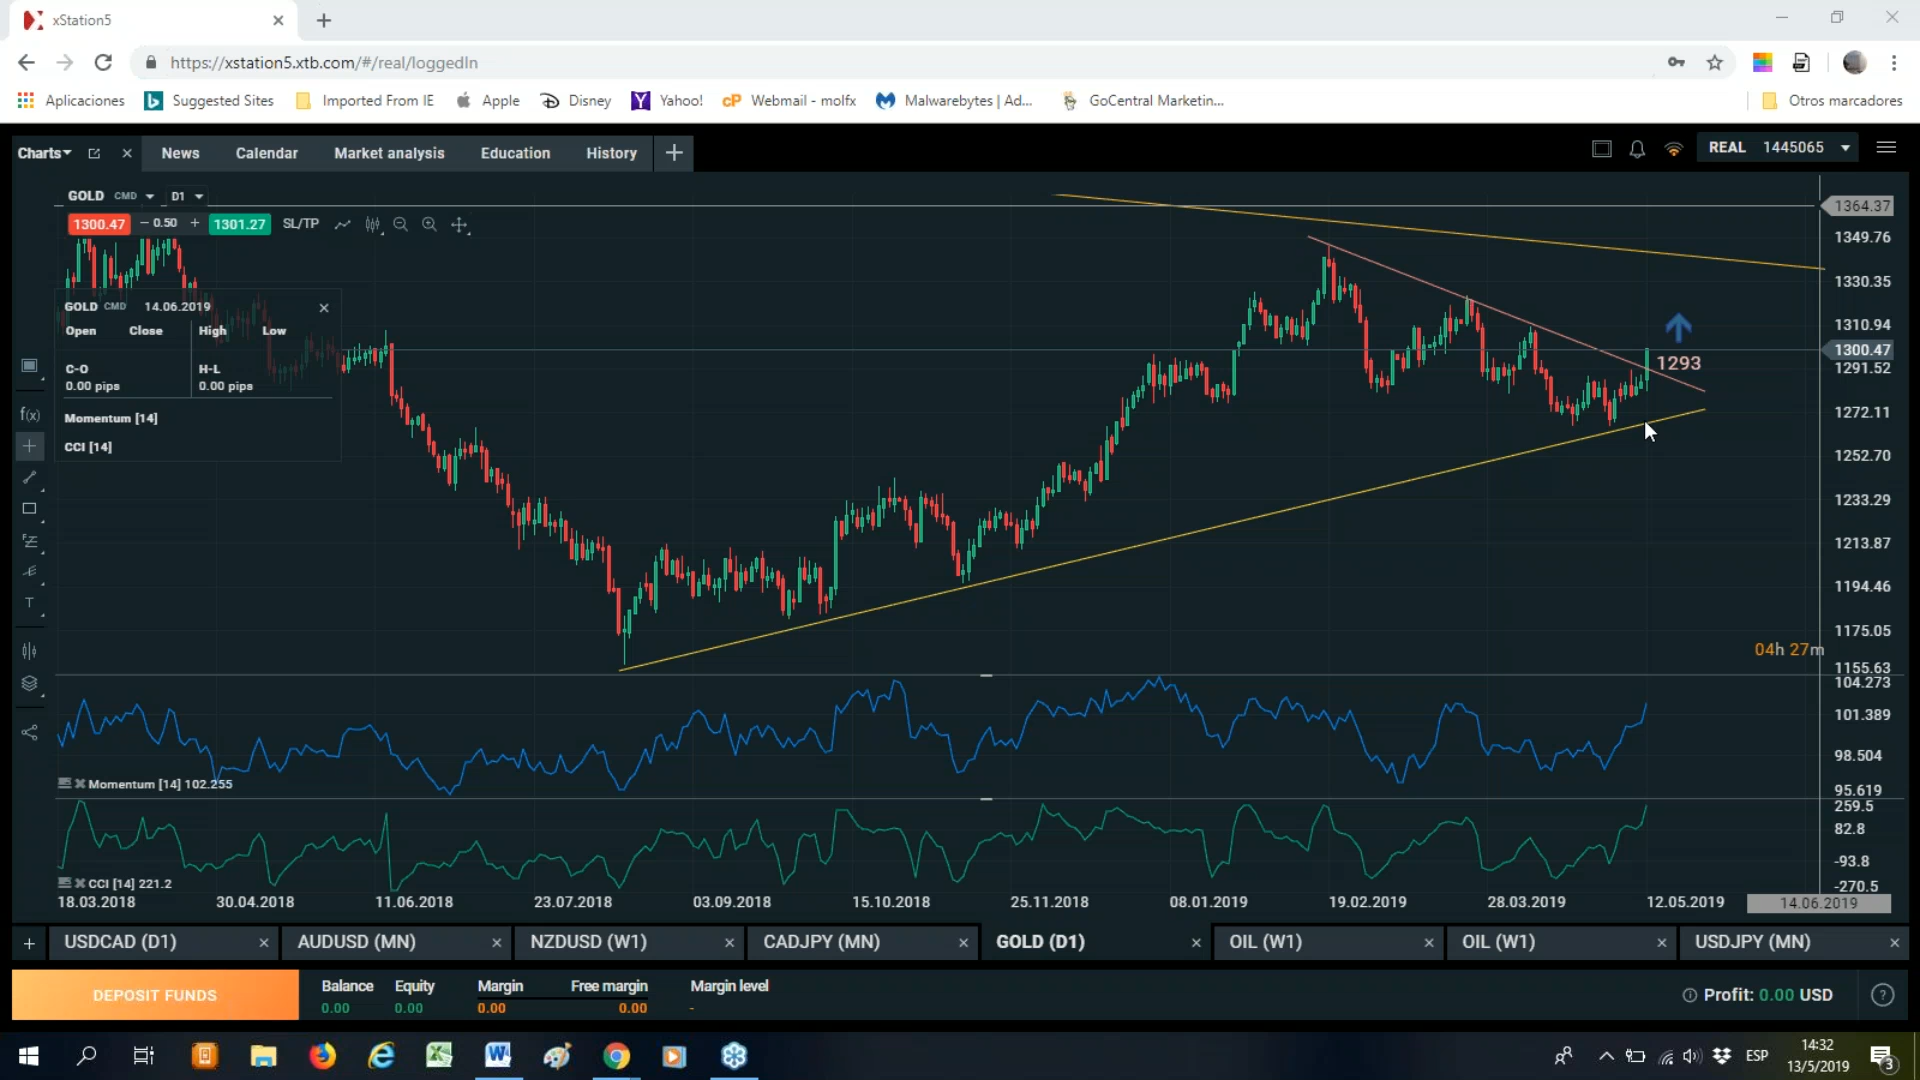 xStation5
https://xstation5.xtb.com/#/real/loggedIn
Aplicaciones Suggested Sites Imported From IE Apple Disney Yahoo! Webmail - molfx Malwarebytes | Ad... GoCentral Marketin... Otros marcadores
Charts News Calendar Market analysis Education History REAL 1445065
GOLD CMD D1
1364.37
1300.47 − 0.50 + 1301.27 SL/TP
1349.76
1330.35
1310.94
1300.47
1291.52
1272.11
1252.70
1233.29
1213.87
1194.46
1175.05
1155.63
GOLD CMD 14.06.2019
Open Close High Low
C-O H-L
0.00 pips 0.00 pips
Momentum [14]
CCI [14]
1293
04h 27m
f(x)
T
104.273
101.389
98.504
95.619
Momentum [14] 102.255
259.5
82.8
-93.8
-270.5
CCI [14] 221.2
18.03.2018 30.04.2018 11.06.2018 23.07.2018 03.09.2018 15.10.2018 25.11.2018 08.01.2019 19.02.2019 28.03.2019 12.05.2019 14.06.2019
USDCAD (D1) AUDUSD (MN) NZDUSD (W1) CADJPY (MN) GOLD (D1) OIL (W1) OIL (W1) USDJPY (MN)
DEPOSIT FUNDS
Balance Equity Margin Free margin Margin level
0.00 0.00 0.00 0.00 -
Profit: 0.00 USD
ESP
14:32
13/5/2019
3